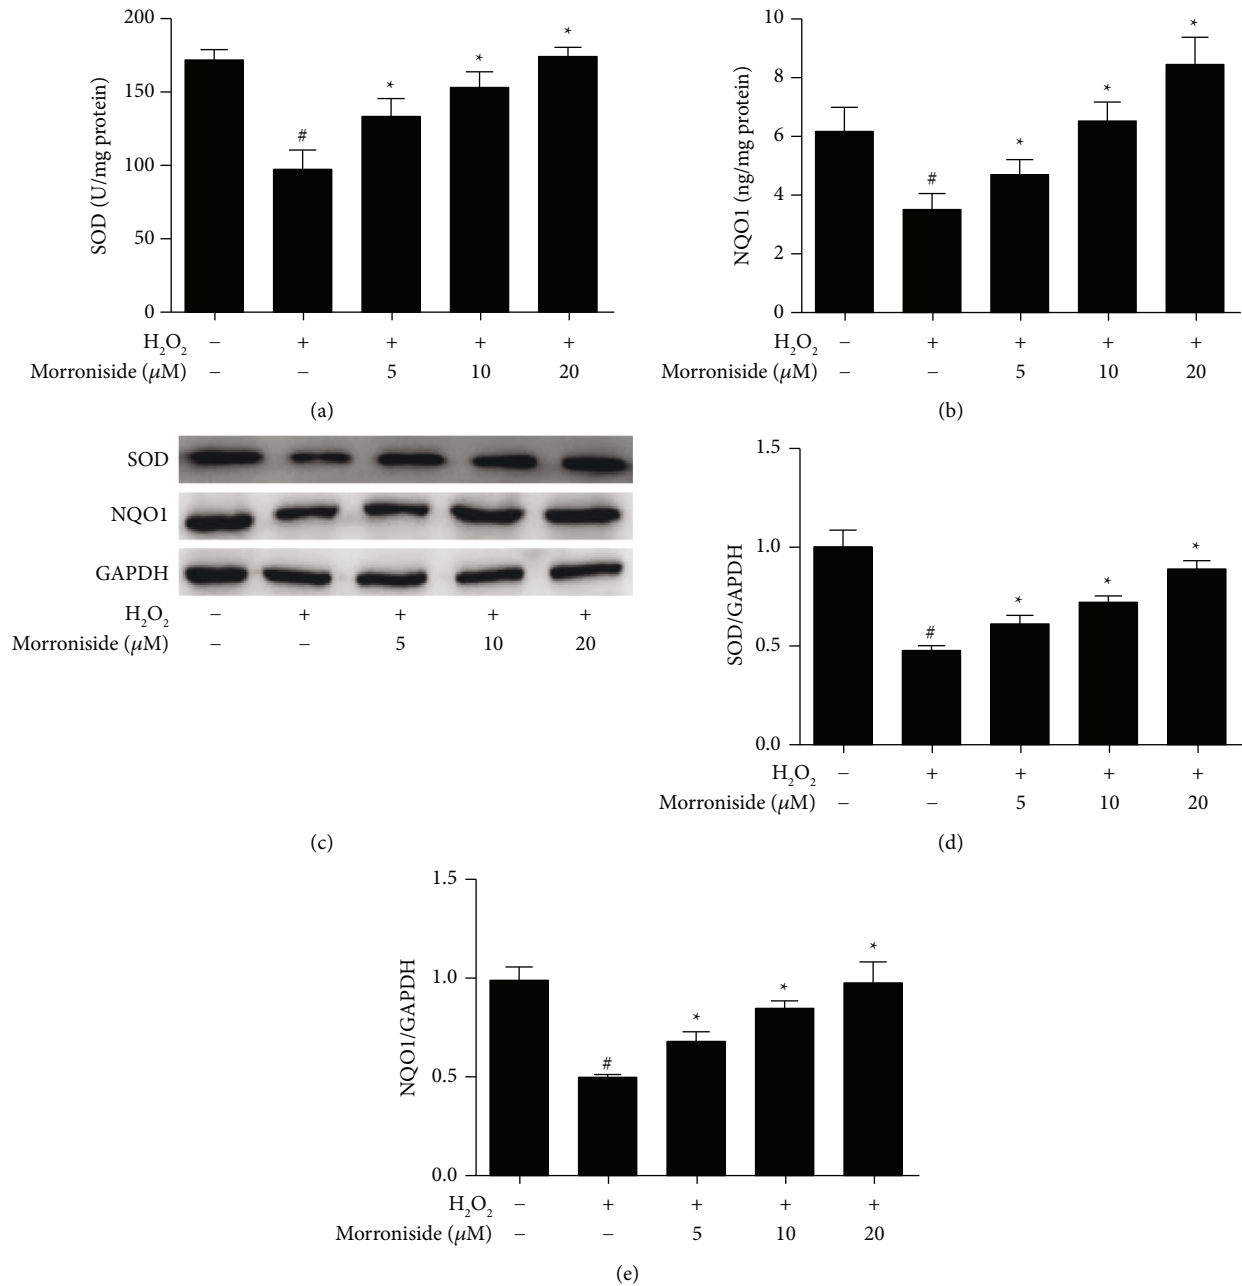 200
150
100
50
0
SOD (U/mg protein)
#
*
*
*
H₂O₂ – + + + +
Morroniside (μM) – – 5 10 20
(a)
10
8
6
4
2
0
NQO1 (ng/mg protein)
#
*
*
*
H₂O₂ – + + + +
Morroniside (μM) – – 5 10 20
(b)
SOD
NQO1
GAPDH
H₂O₂ – + + + +
Morroniside (μM) – – 5 10 20
(c)
1.5
1.0
0.5
0.0
SOD/GAPDH
#
*
*
*
H₂O₂ – + + + +
Morroniside (μM) – – 5 10 20
(d)
1.5
1.0
0.5
0.0
NQO1/GAPDH
#
*
*
*
H₂O₂ – + + + +
Morroniside (μM) – – 5 10 20
(e)